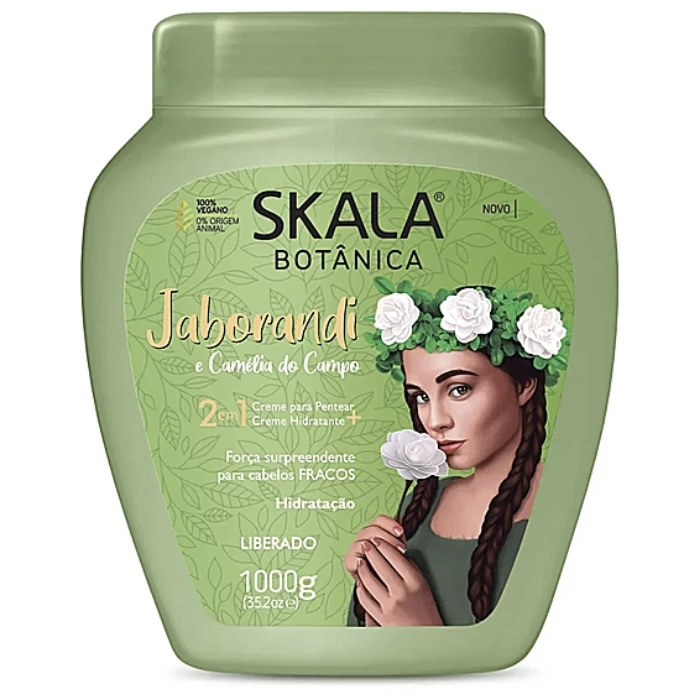 100%
VEGANO
0% ORIGEM
ANIMAL
SKALA®
NOVO
BOTÂNICA
Jaborandi
e Camélia do Campo
2 em 1 Creme para Pentear +
Creme Hidratante
Força surpreendente
para cabelos FRACOS
Hidratação
LIBERADO
1000g
(35.2oz e)